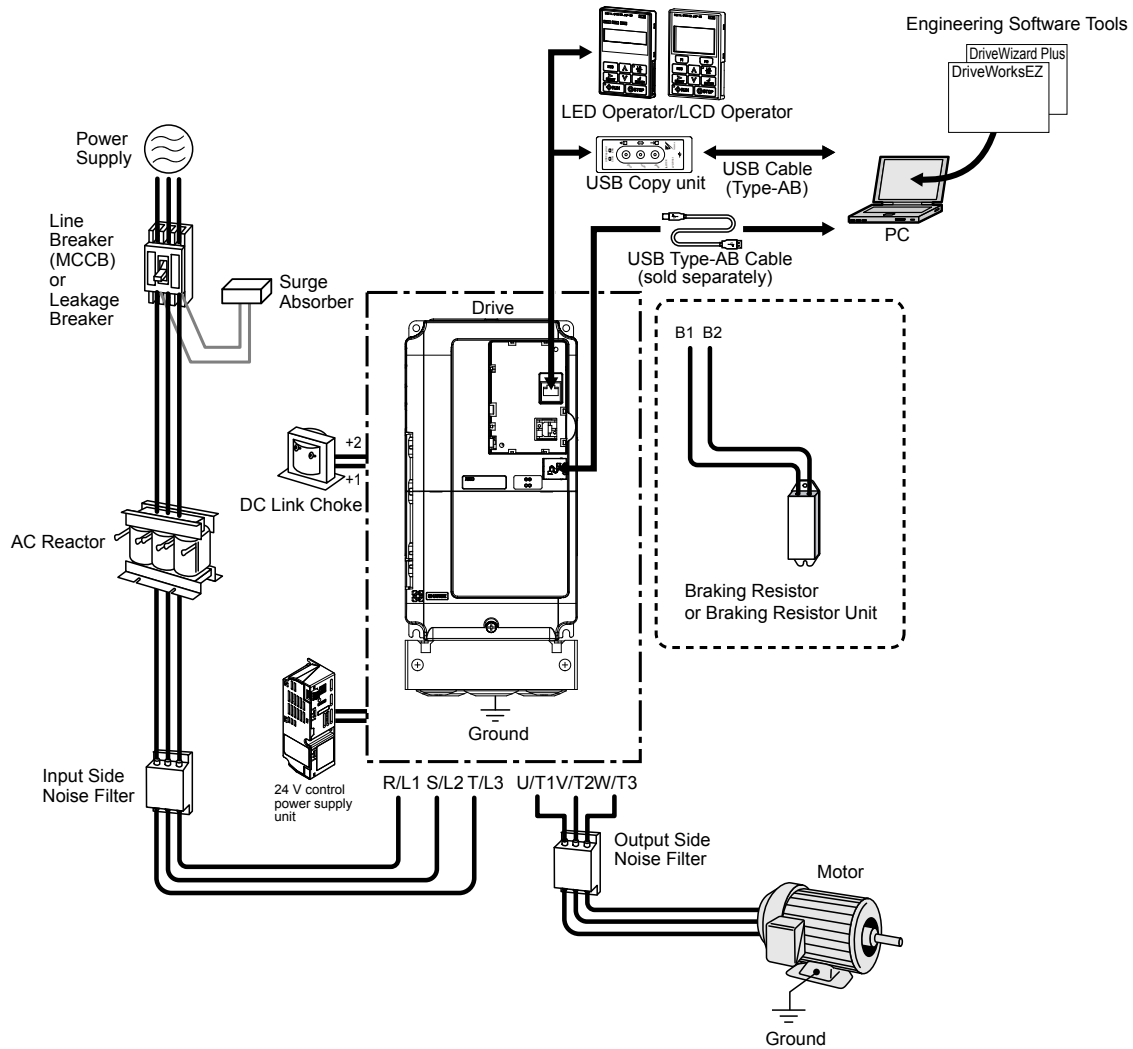 Engineering Software Tools
DriveWizard Plus
DriveWorksEZ
LED Operator/LCD Operator
Power
Supply
USB Copy unit
USB Cable
(Type-AB)
PC
Line
Breaker
(MCCB)
or
Leakage
Breaker
USB Type-AB Cable
(sold separately)
Surge
Absorber
Drive
B1 B2
+2
+1
DC Link Choke
AC Reactor
Braking Resistor
or Braking Resistor Unit
Ground
Input Side
Noise Filter
24 V control
power supply
unit
R/L1 S/L2 T/L3
U/T1V/T2W/T3
Output Side
Noise Filter
Motor
Ground